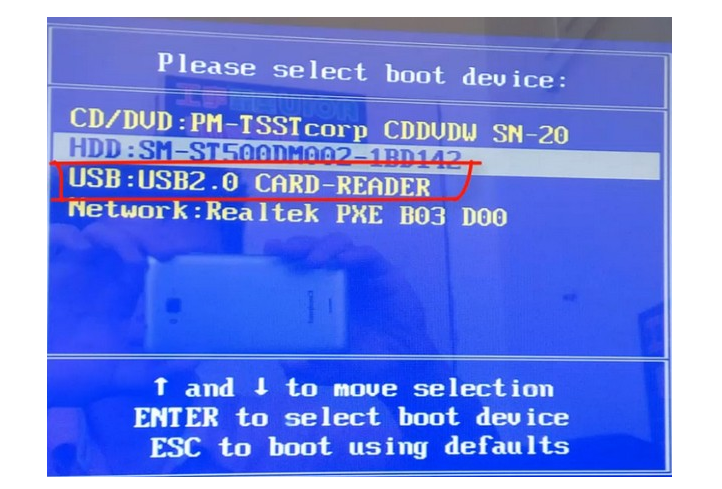 Please select boot device:
CD/DVD:PM-TSSTcorp CDDVDW SN-20
HDD:SM-ST500DM002-1BD142
USB:USB2.0 CARD-READER
Network:Realtek PXE B03 D00
↑ and ↓ to move selection
ENTER to select boot device
ESC to boot using defaults